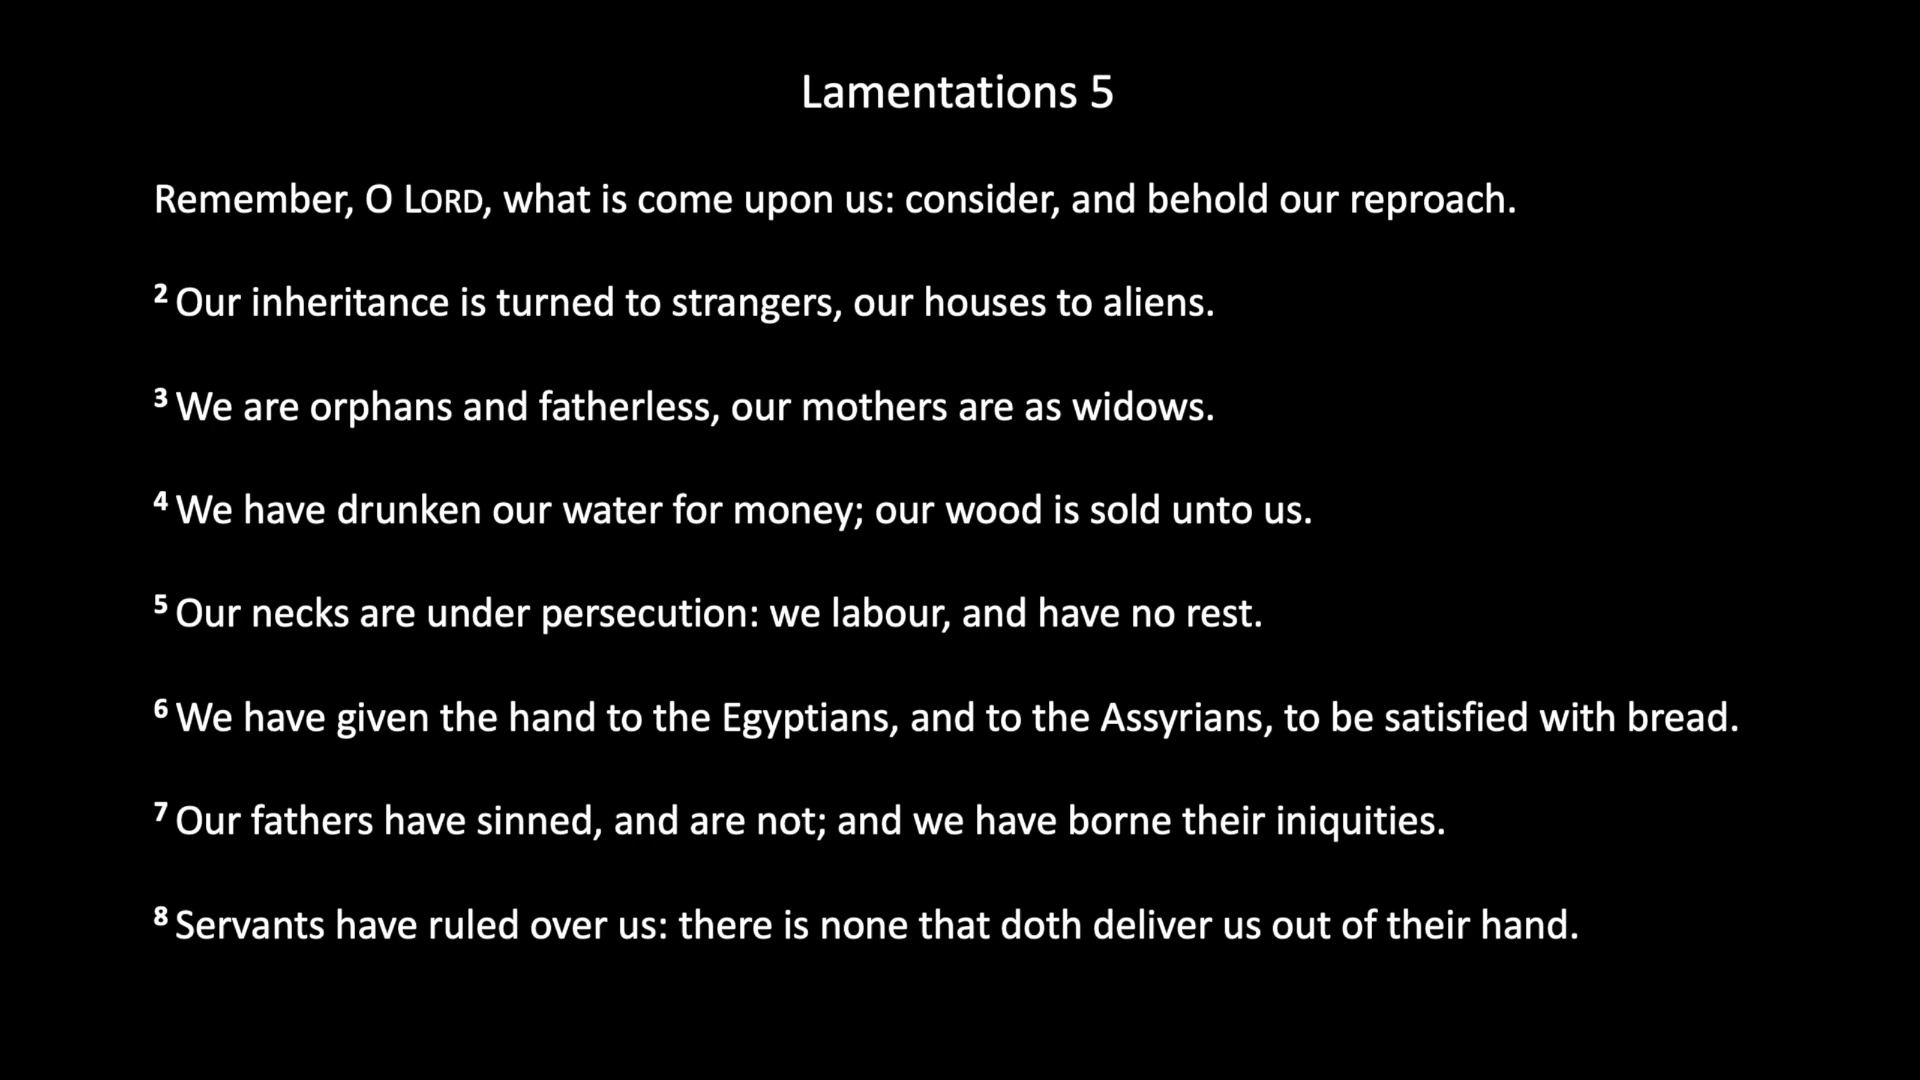 Lamentations 5
Remember, O LORD, what is come upon us: consider, and behold our reproach.
2 Our inheritance is turned to strangers, our houses to aliens.
3 We are orphans and fatherless, our mothers are as widows.
4 We have drunken our water for money; our wood is sold unto us.
5 Our necks are under persecution: we labour, and have no rest.
6 We have given the hand to the Egyptians, and to the Assyrians, to be satisfied with bread.
7 Our fathers have sinned, and are not; and we have borne their iniquities.
8 Servants have ruled over us: there is none that doth deliver us out of their hand.